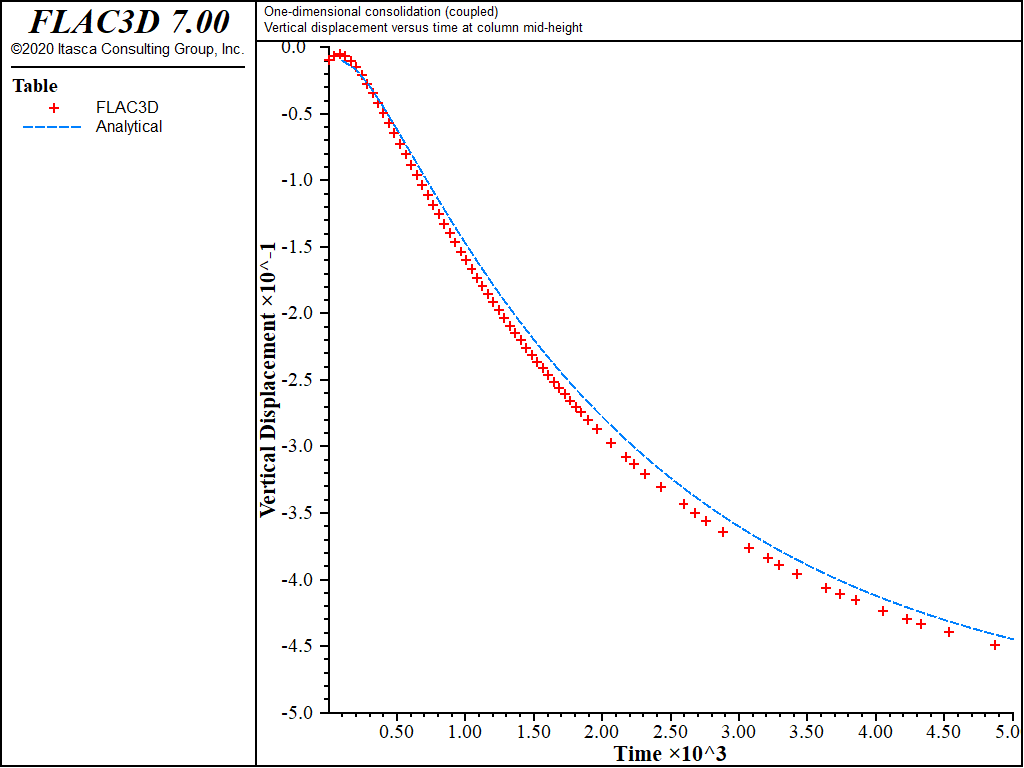 FLAC3D 7.00
©2020 Itasca Consulting Group, Inc.
Table
FLAC3D
Analytical
One-dimensional consolidation (coupled)
Vertical displacement versus time at column mid-height
Vertical Displacement ×10^-1
0.0
-0.5
-1.0
-1.5
-2.0
-2.5
-3.0
-3.5
-4.0
-4.5
-5.0
0.50 1.00 1.50 2.00 2.50 3.00 3.50 4.00 4.50 5.0
Time ×10^3